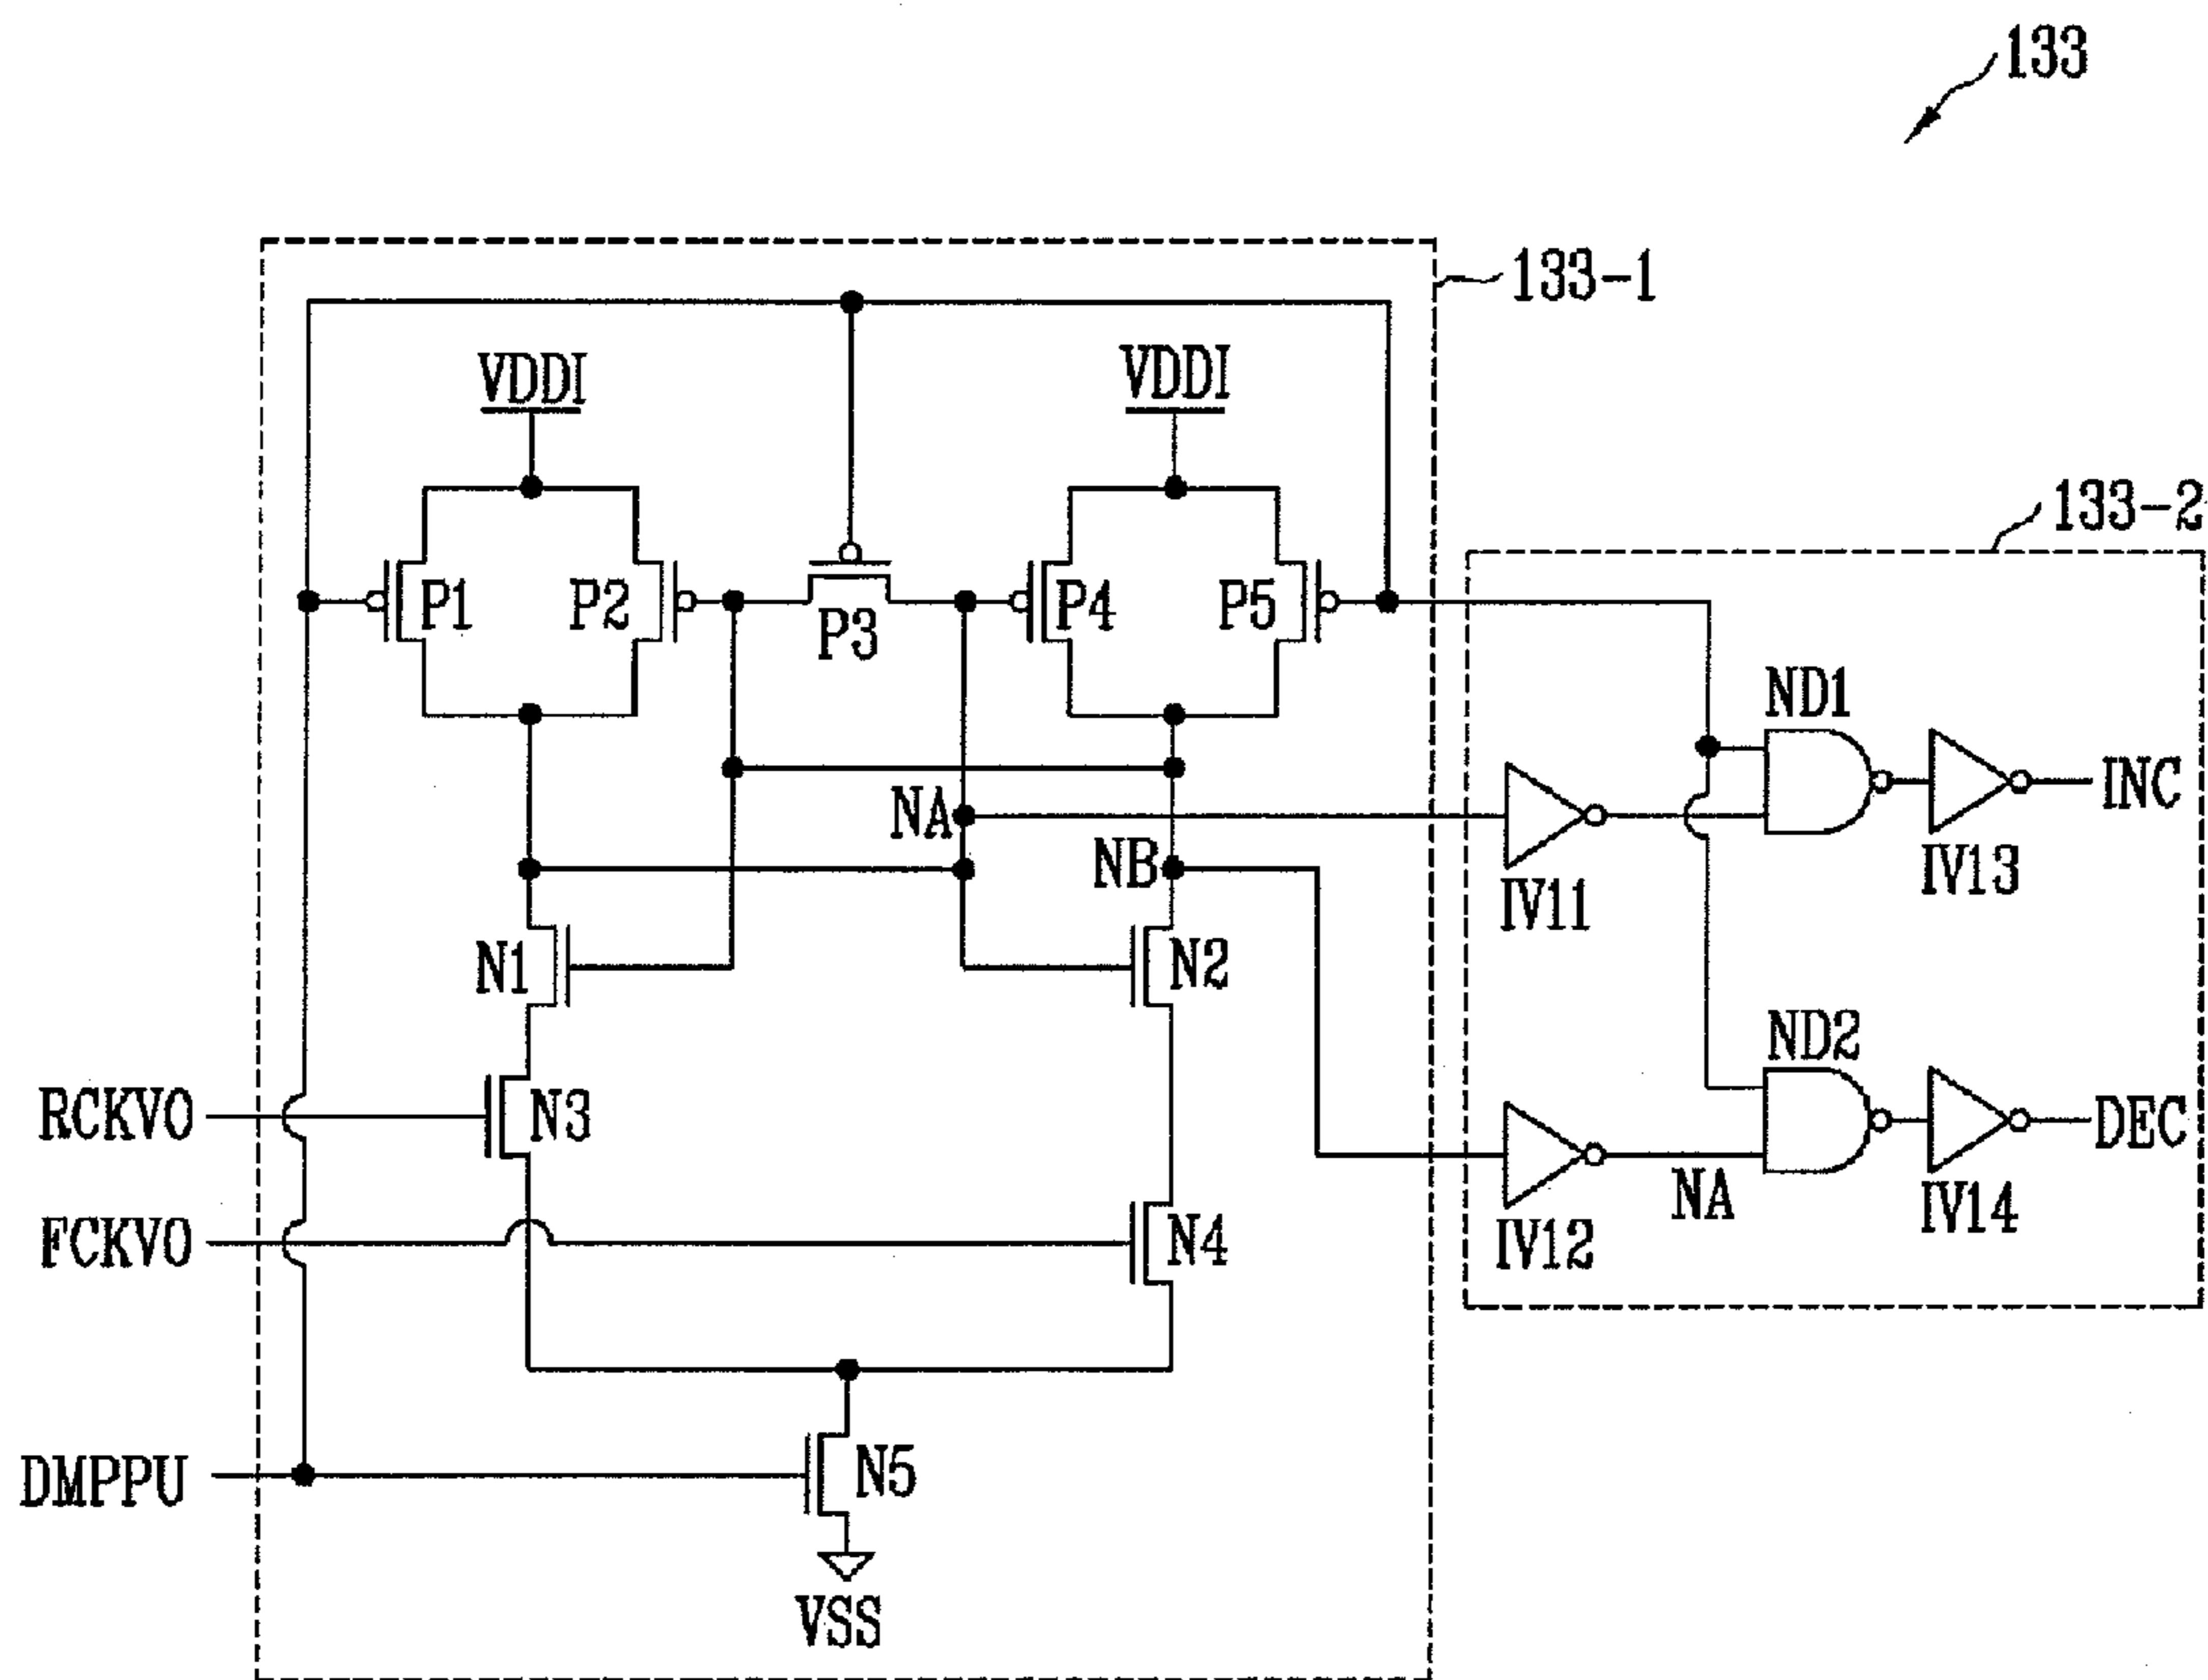 133
133-1
VDDI
VDDI
133-2
P1
P2
P3
P4
P5
ND1
NA
INC
NB
IV11
IV13
N1
N2
ND2
RCKVO
N3
DEC
NA
FCKVO
N4
IV12
IV14
DMPPU
N5
VSS